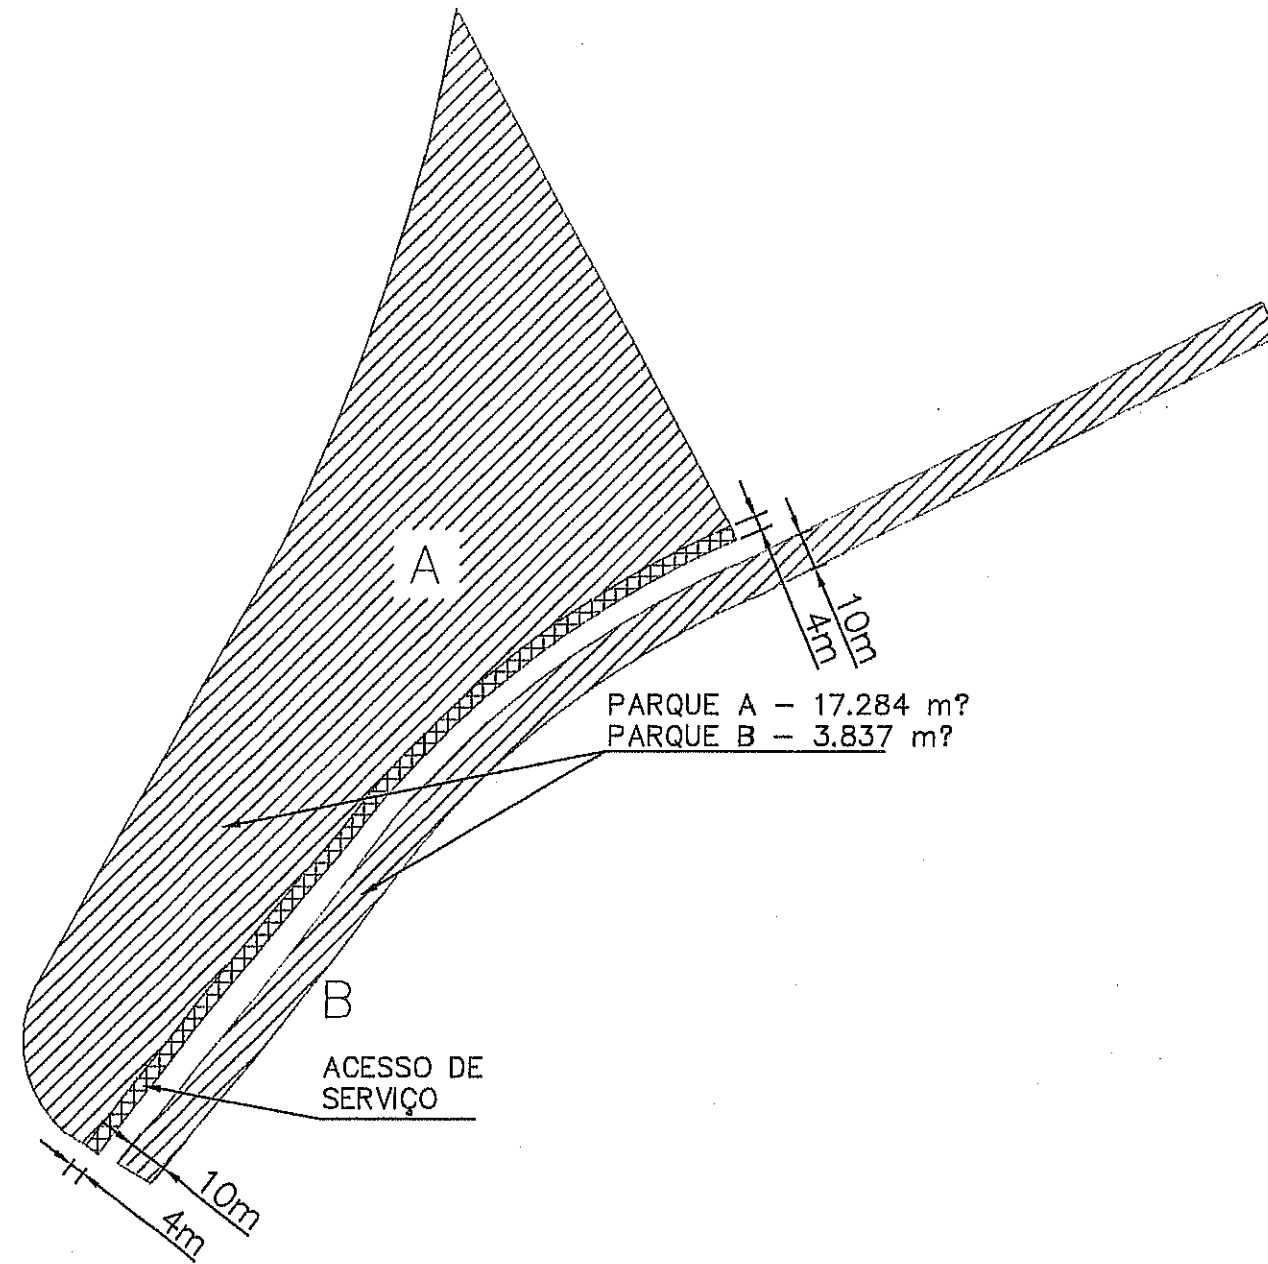 A
10m
4m
PARQUE A – 17.284 m?
PARQUE B – 3.837 m?
B
ACESSO DE
SERVIÇO
10m
4m